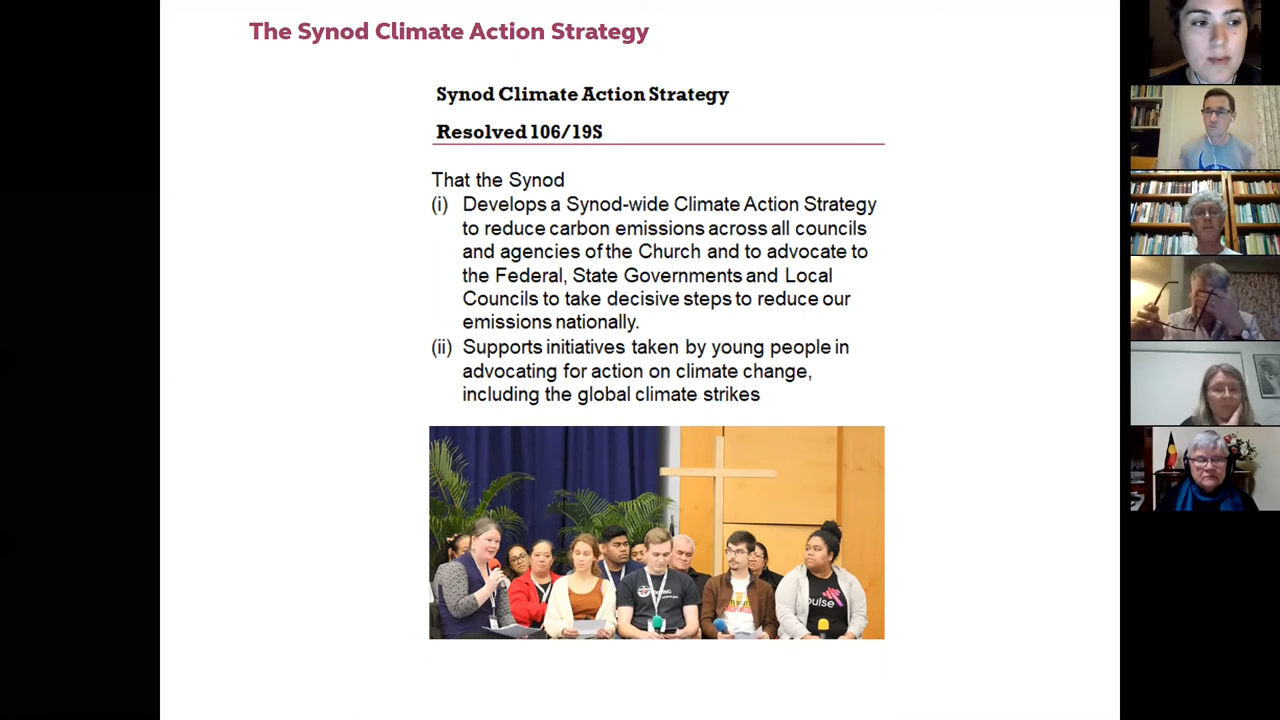 The Synod Climate Action Strategy
Synod Climate Action Strategy
Resolved 106/19S
That the Synod
(i) Develops a Synod-wide Climate Action Strategy
to reduce carbon emissions across all councils
and agencies of the Church and to advocate to
the Federal, State Governments and Local
Councils to take decisive steps to reduce our
emissions nationally.
(ii) Supports initiatives taken by young people in
advocating for action on climate change,
including the global climate strikes
pulse